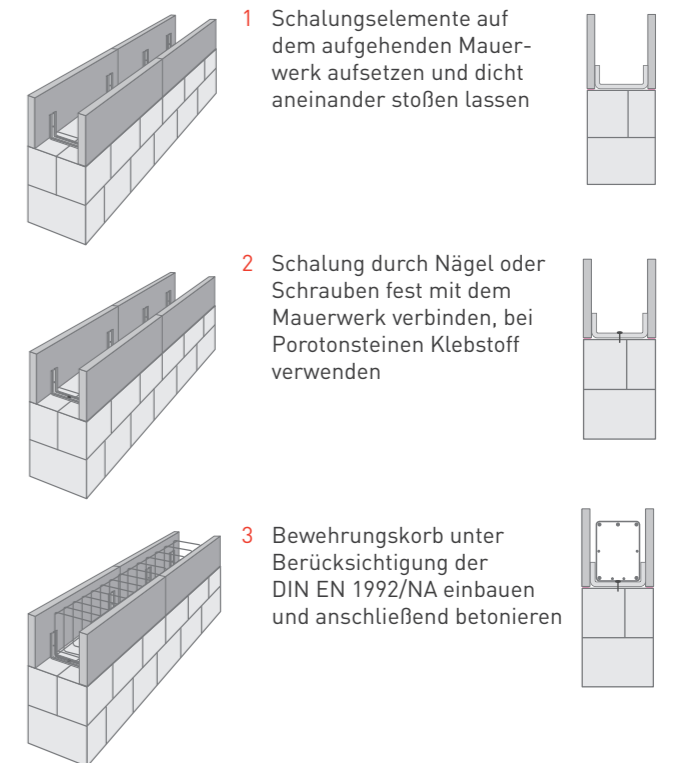 1 Schalungselemente auf
dem aufgehenden Mauer-
werk aufsetzen und dicht
aneinander stoßen lassen
2 Schalung durch Nägel oder
Schrauben fest mit dem
Mauerwerk verbinden, bei
Porotonsteinen Klebstoff
verwenden
3 Bewehrungskorb unter
Berücksichtigung der
DIN EN 1992/NA einbauen
und anschließend betonieren